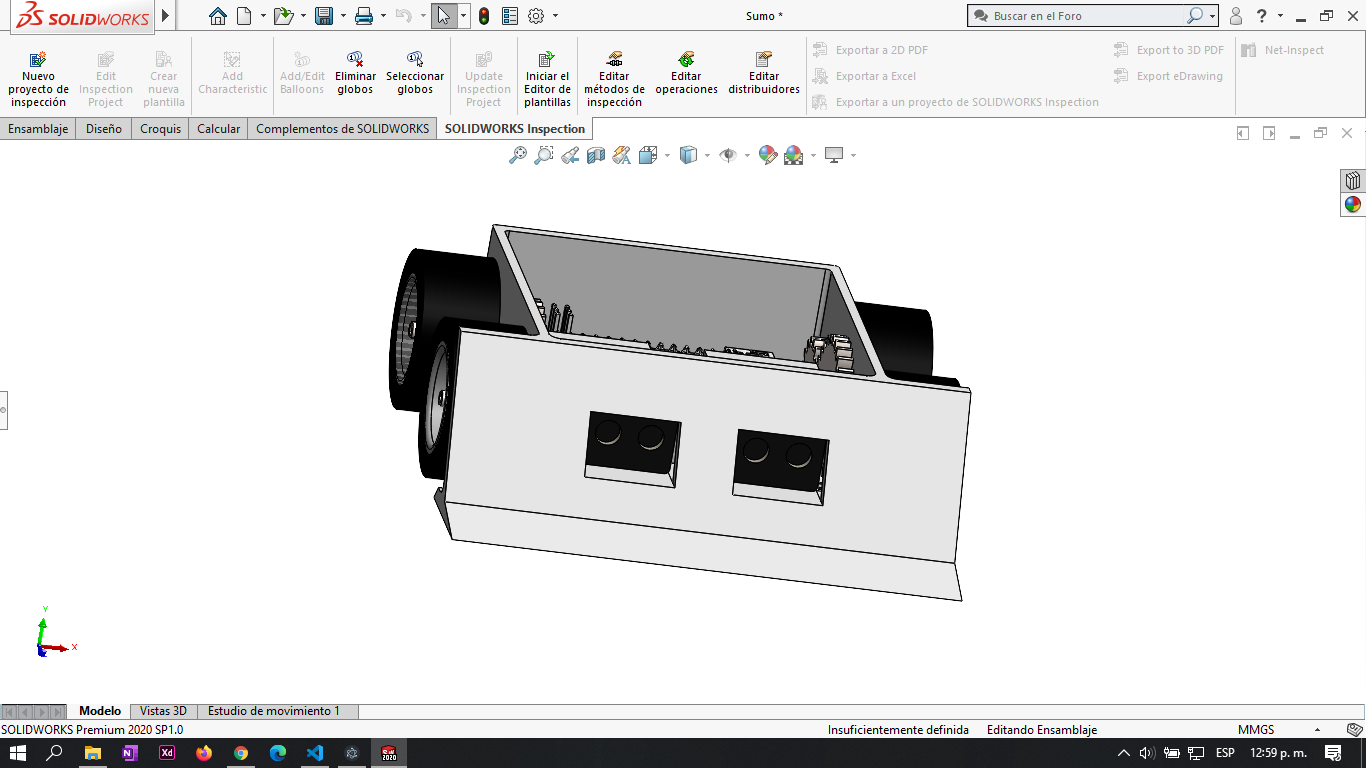 SOLIDWORKS
Sumo *
Buscar en el Foro
?
Nuevo proyecto de inspección
Edit Inspection Project
Crear nueva plantilla
Add Characteristic
Add/Edit Balloons
Eliminar globos
Seleccionar globos
Update Inspection Project
Iniciar el Editor de plantillas
Editar métodos de inspección
Editar operaciones
Editar distribuidores
Exportar a 2D PDF
Exportar a Excel
Exportar a un proyecto de SOLIDWORKS Inspection
Export to 3D PDF
Export eDrawing
Net-Inspect
Ensamblaje
Diseño
Croquis
Calcular
Complementos de SOLIDWORKS
SOLIDWORKS Inspection
Y
X
Modelo
Vistas 3D
Estudio de movimiento 1
SOLIDWORKS Premium 2020 SP1.0
Insuficientemente definida
Editando Ensamblaje
MMGS
N
Xd
SW
2020
ESP
12:59 p. m.